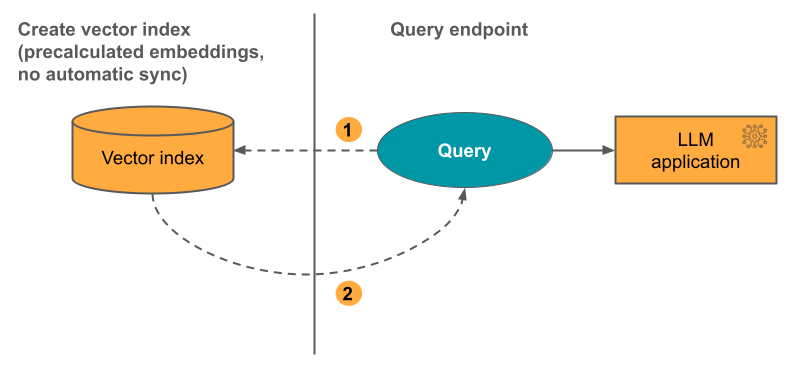 Create vector index
(precalculated embeddings,
no automatic sync)
Query endpoint
1
Vector index
Query
LLM
application
2